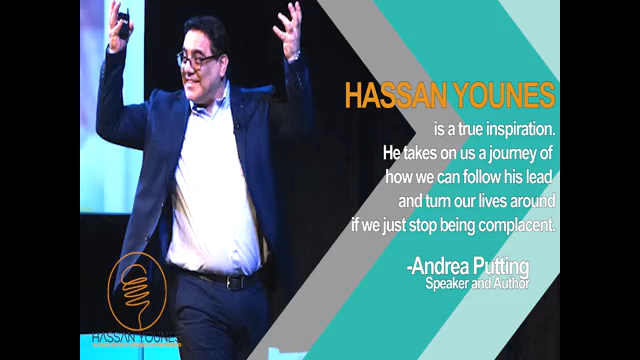 HASSAN YOUNES
is a true inspiration.
He takes on us a journey of
how we can follow his lead
and turn our lives around
if we just stop being complacent.
-Andrea Putting
Speaker and Author
HASSAN YOUNES